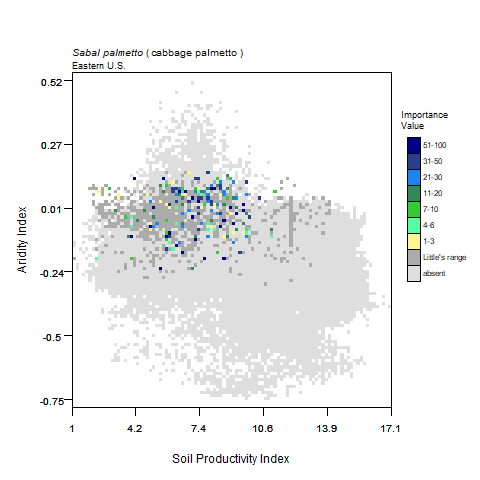 Sabal palmetto ( cabbage palmetto )
Eastern U.S.
Importance
Value
51-100
31-50
21-30
11-20
7-10
4-6
1-3
Little's range
absent
Aridity Index
0.52
0.27
0.01
-0.24
-0.5
-0.75
1 4.2 7.4 10.6 13.9 17.1
Soil Productivity Index